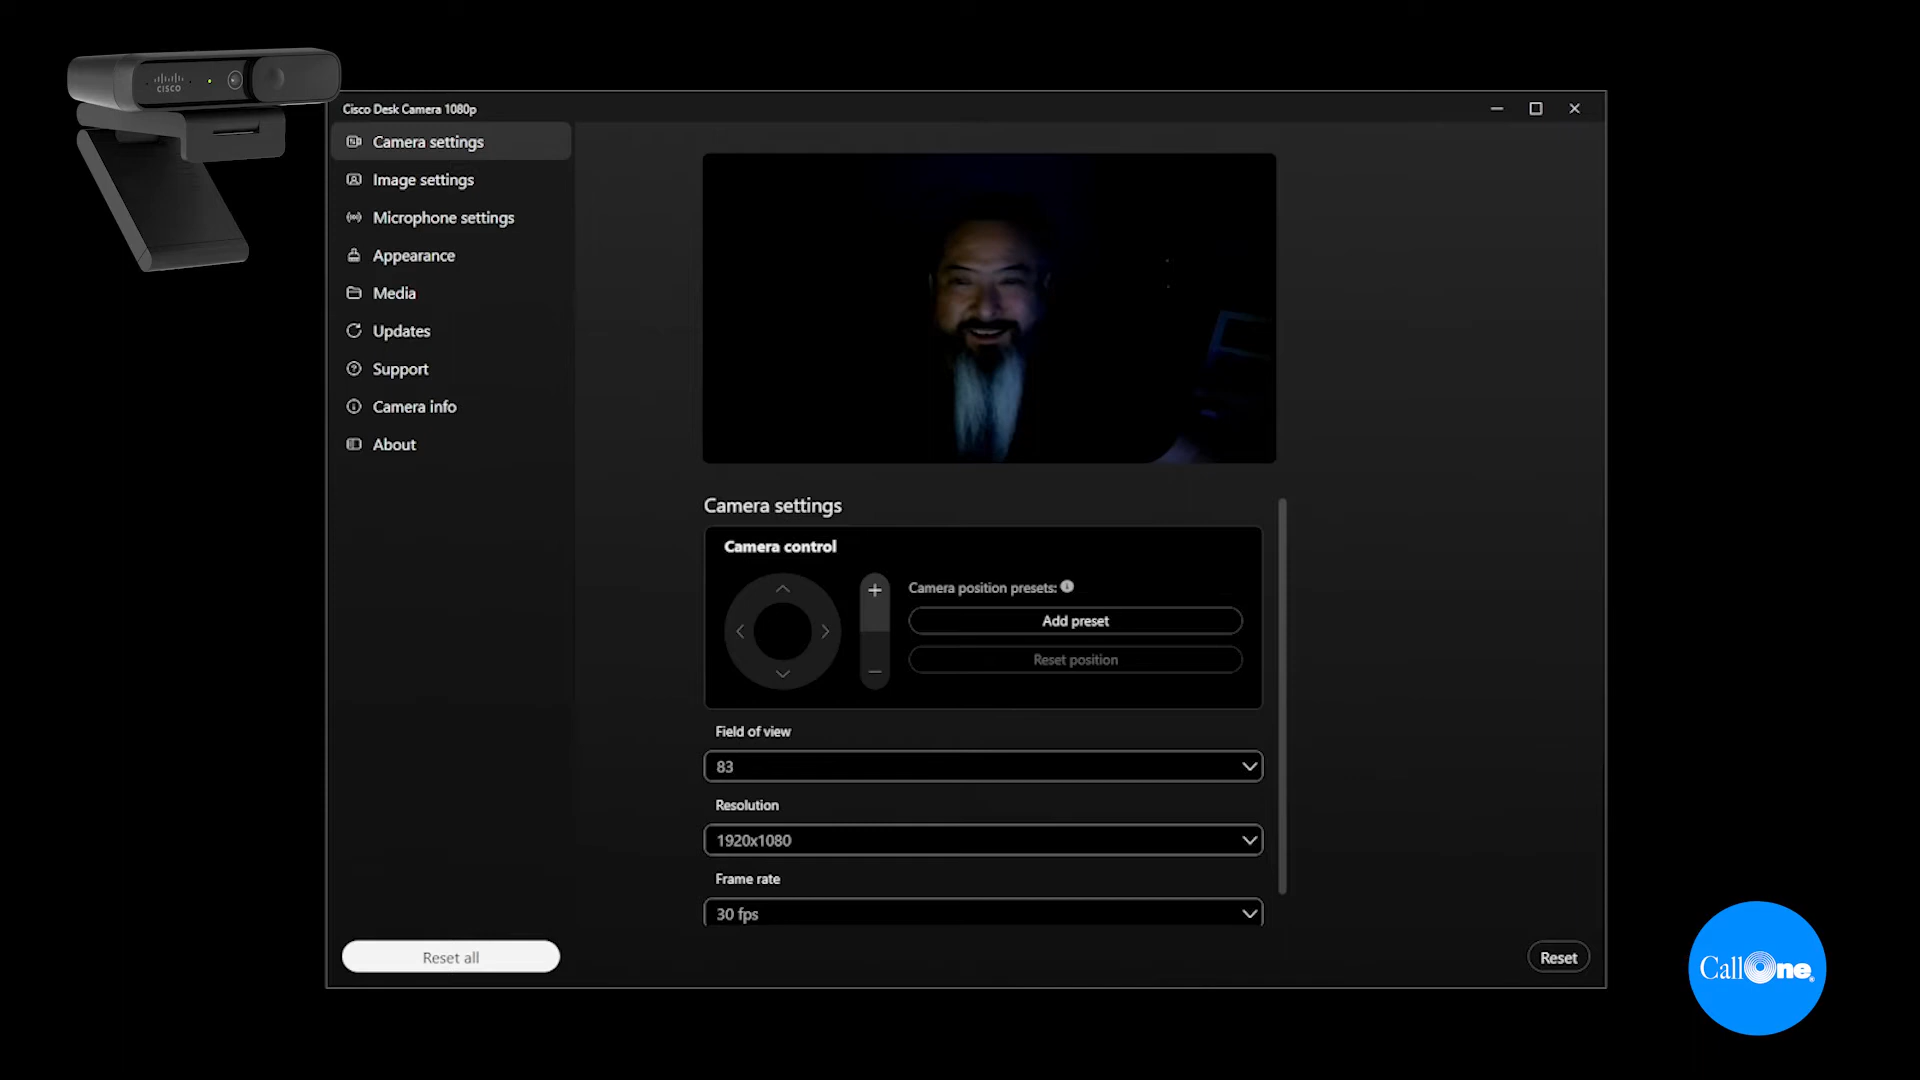 CISCO
Cisco Desk Camera 1080p
Camera settings
Image settings
Microphone settings
Appearance
Media
Updates
Support
Camera info
About
Reset all
Camera settings
Camera control
Camera position presets:
Add preset
Reset position
Field of view
83
Resolution
1920x1080
Frame rate
30 fps
Reset
CallOne®